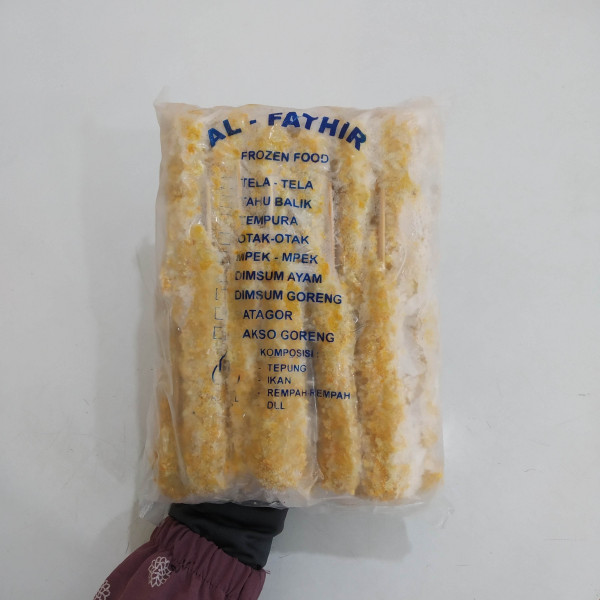 AL - FATHIR
FROZEN FOOD
TELA - TELA
TAHU BALIK
TEMPURA
OTAK-OTAK
MPEK - MPEK
DIMSUM AYAM
DIMSUM GORENG
ATAGOR
AKSO GORENG
KOMPOSISI
- TEPUNG
- IKAN
- REMPAH-REMPAH
DLL